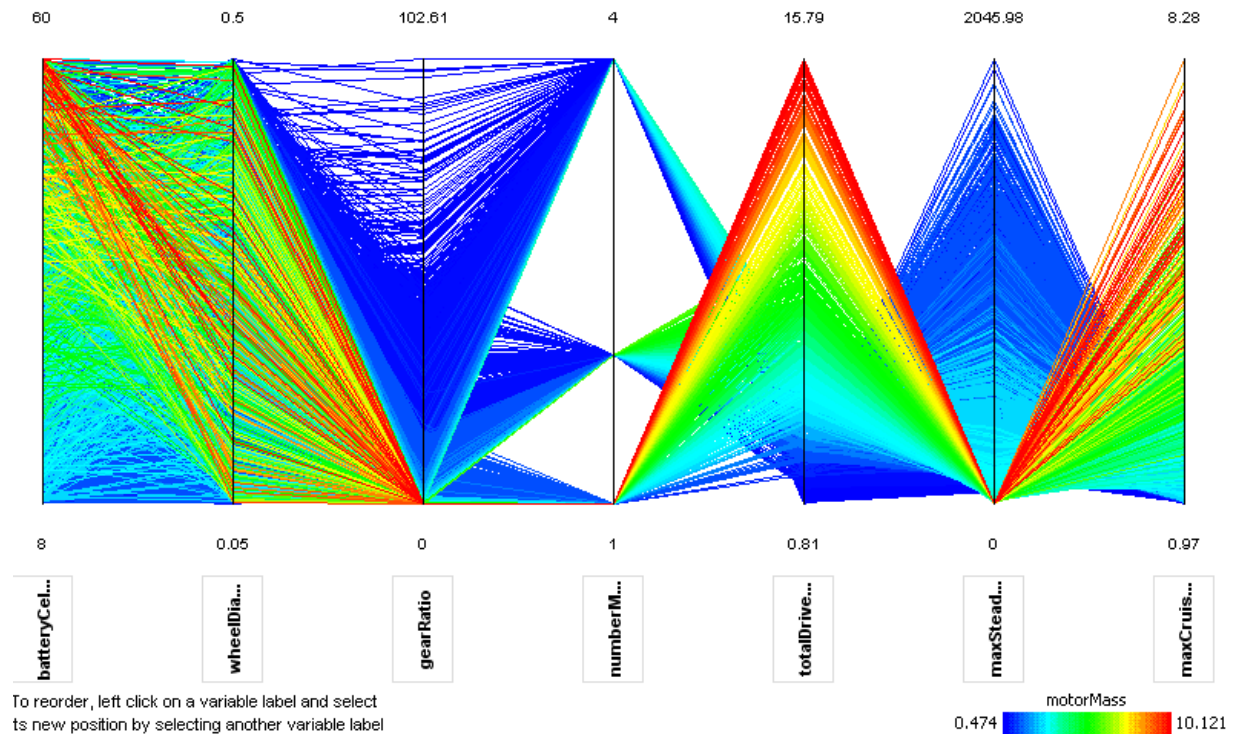 60 0.5 102.61 4 15.79 2045.98 8.28
8 0.05 0 1 0.81 0 0.97
batteryCel... wheelDia... gearRatio numberM... totalDrive... maxStead... maxCruis...
To reorder, left click on a variable label and select
ts new position by selecting another variable label
motorMass
0.474 10.121